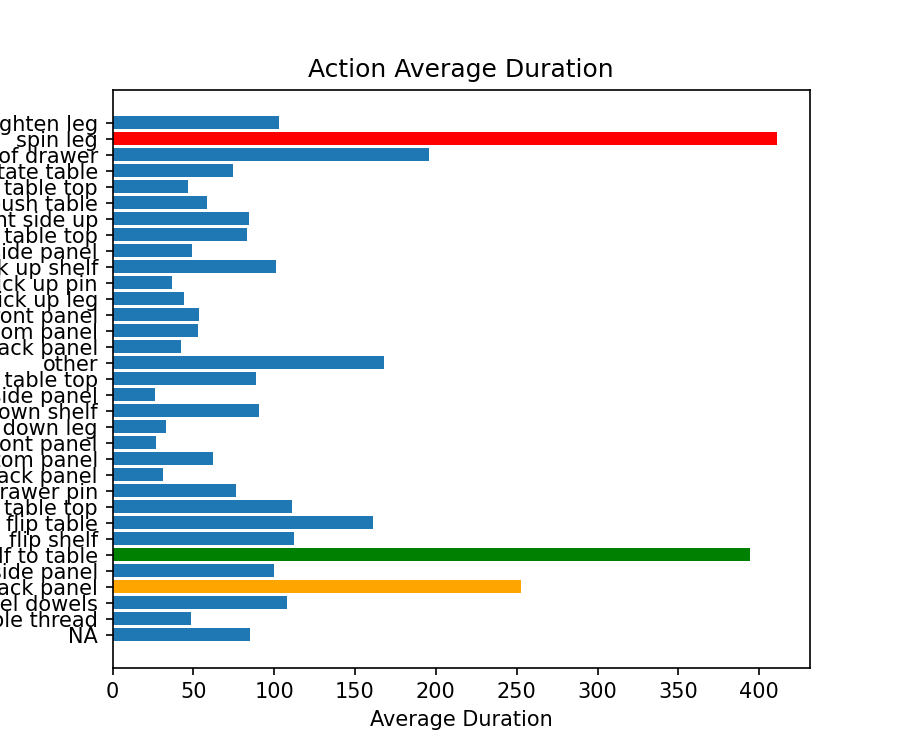 Action Average Duration
ghten leg
spin leg
of drawer
tate table
table top
ush table
nt side up
table top
ide panel
k up shelf
ck up pin
ick up leg
ont panel
om panel
ack panel
other
table top
side panel
own shelf
down leg
ont panel
tom panel
ack panel
rawer pin
table top
flip table
flip shelf
lf to table
side panel
ack panel
el dowels
ble thread
NA
0 50 100 150 200 250 300 350 400
Average Duration